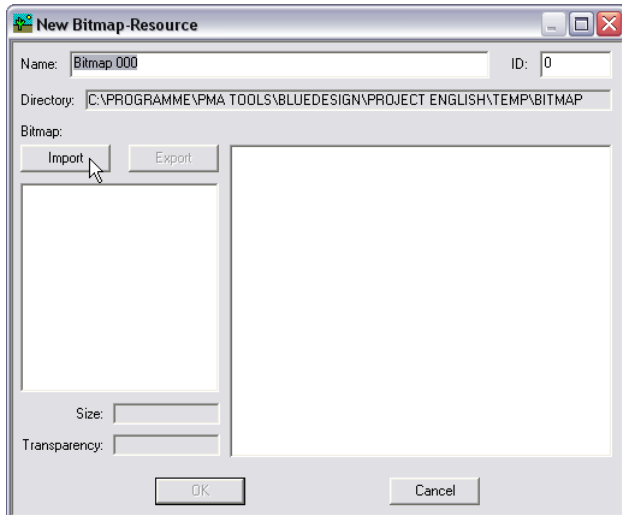 New Bitmap-Resource
Name: Bitmap 000 ID: 0
Directory: C:\PROGRAMME\PMA TOOLS\BLUEDESIGN\PROJECT ENGLISH\TEMP\BITMAP
Bitmap:
Import Export
Size:
Transparency:
OK Cancel